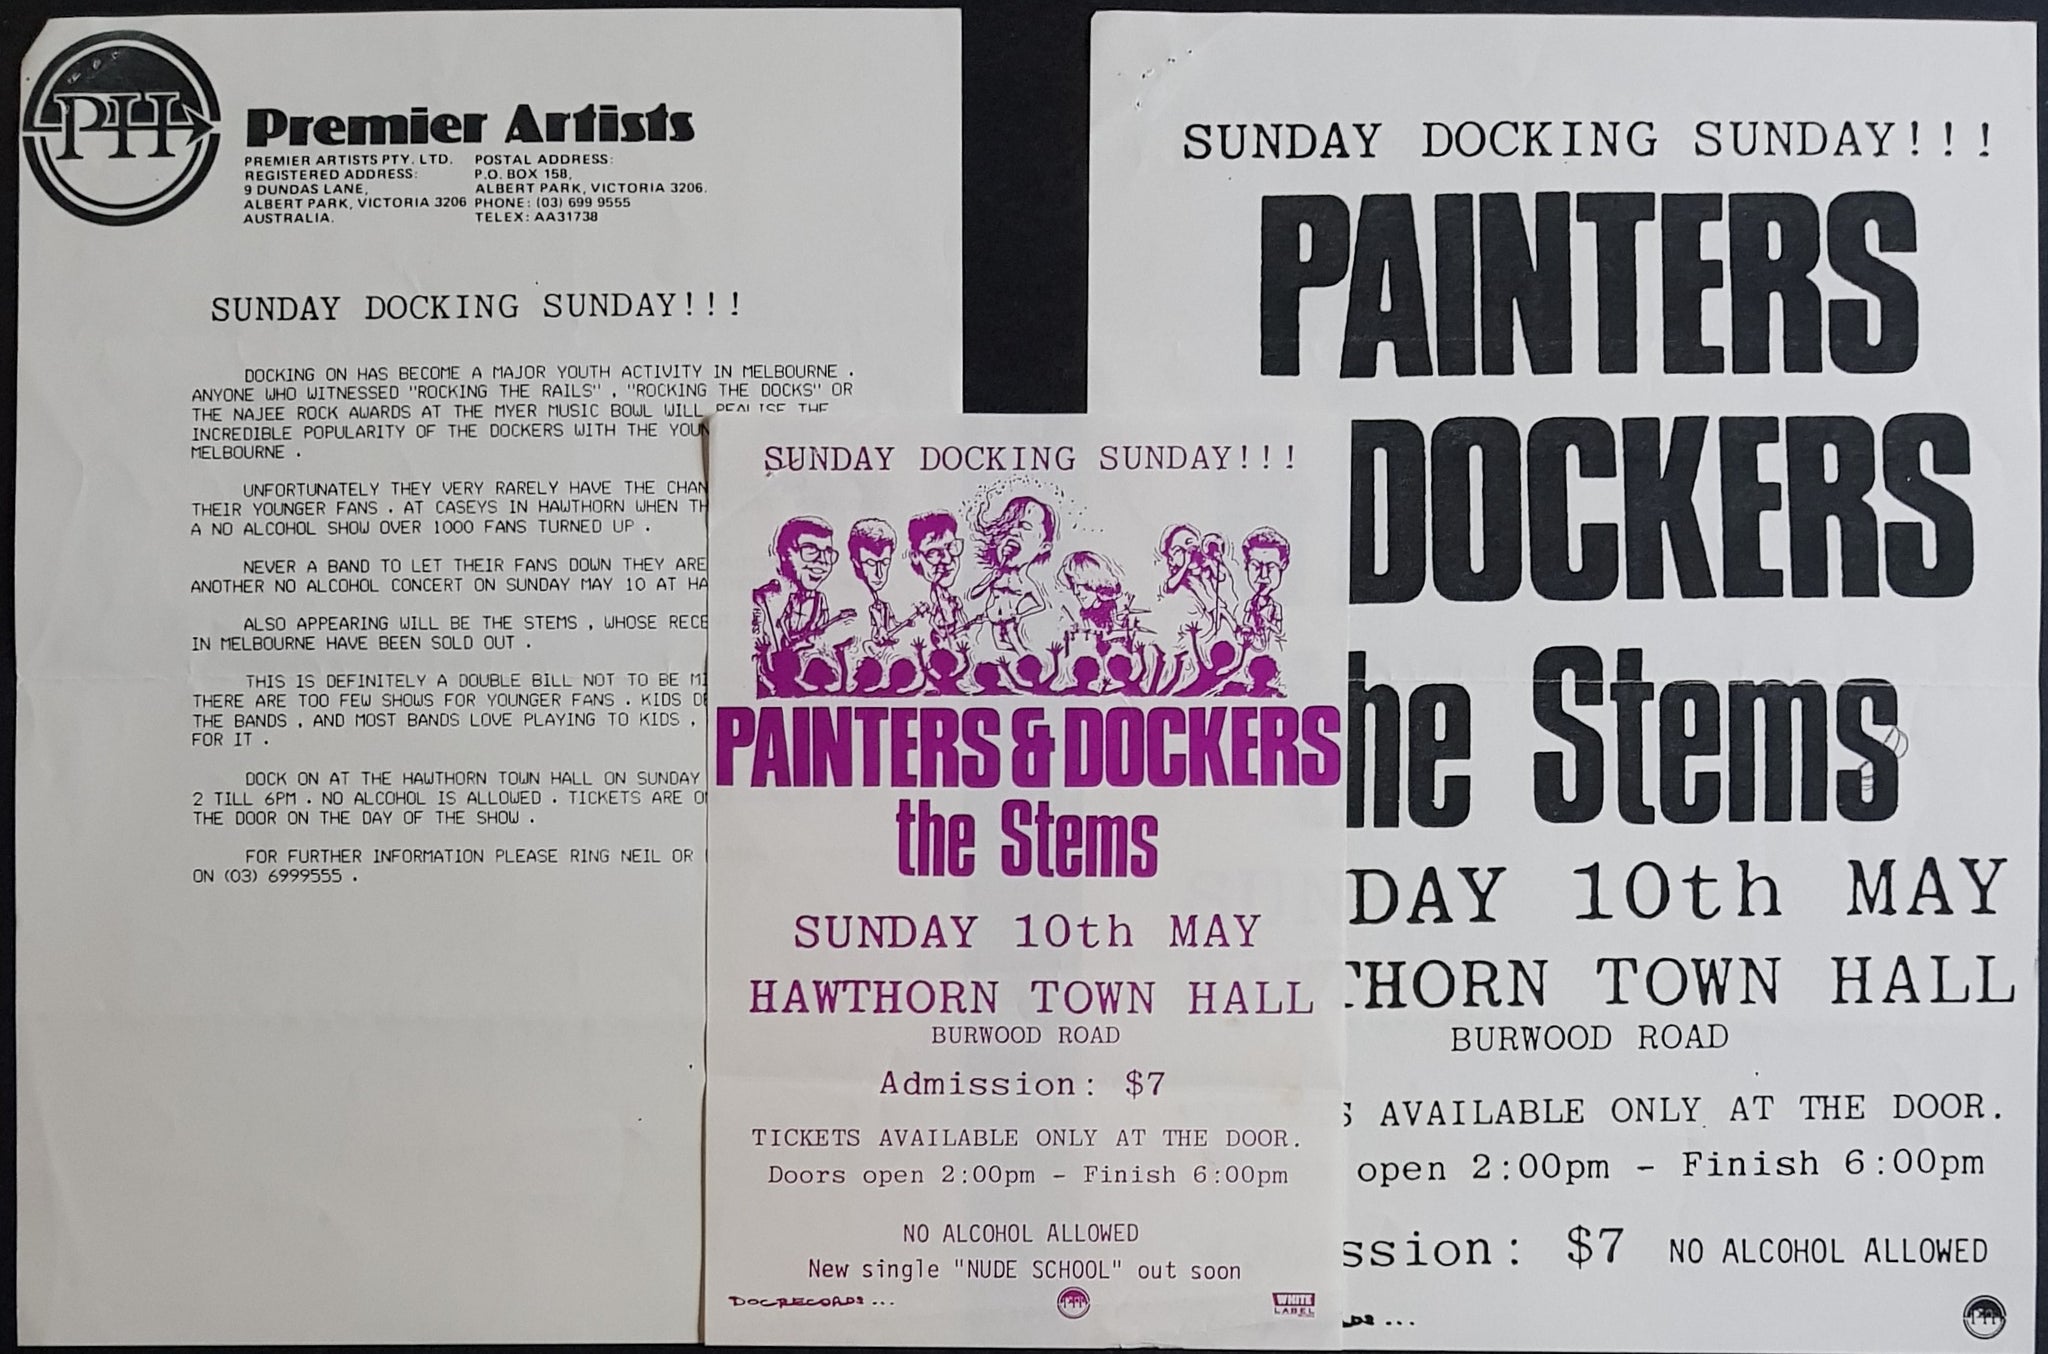 PH
Premier Artists
PREMIER ARTISTS PTY. LTD.
REGISTERED ADDRESS:
9 DUNDAS LANE,
ALBERT PARK, VICTORIA 3206
AUSTRALIA.
POSTAL ADDRESS:
P.O. BOX 158,
ALBERT PARK, VICTORIA 3206.
PHONE: (03) 699 9555
TELEX: AA31738
SUNDAY DOCKING SUNDAY!!!
DOCKING ON HAS BECOME A MAJOR YOUTH ACTIVITY IN MELBOURNE .
ANYONE WHO WITNESSED "ROCKING THE RAILS" , "ROCKING THE DOCKS" OR
THE NAJEE ROCK AWARDS AT THE MYER MUSIC BOWL WILL REALISE THE
INCREDIBLE POPULARITY OF THE DOCKERS WITH THE YOUN
MELBOURNE .
UNFORTUNATELY THEY VERY RARELY HAVE THE CHAN
THEIR YOUNGER FANS . AT CASEYS IN HAWTHORN WHEN TH
A NO ALCOHOL SHOW OVER 1000 FANS TURNED UP .
NEVER A BAND TO LET THEIR FANS DOWN THEY ARE
ANOTHER NO ALCOHOL CONCERT ON SUNDAY MAY 10 AT HA
ALSO APPEARING WILL BE THE STEMS , WHOSE RECE
IN MELBOURNE HAVE BEEN SOLD OUT .
THIS IS DEFINITELY A DOUBLE BILL NOT TO BE MI
THERE ARE TOO FEW SHOWS FOR YOUNGER FANS . KIDS DE
THE BANDS , AND MOST BANDS LOVE PLAYING TO KIDS ,
FOR IT .
DOCK ON AT THE HAWTHORN TOWN HALL ON SUNDAY
2 TILL 6PM . NO ALCOHOL IS ALLOWED . TICKETS ARE ON
THE DOOR ON THE DAY OF THE SHOW .
FOR FURTHER INFORMATION PLEASE RING NEIL OR
ON (03) 6999555 .
SUNDAY DOCKING SUNDAY!!!
PAINTERS & DOCKERS
the Stems
SUNDAY 10th MAY
HAWTHORN TOWN HALL
BURWOOD ROAD
Admission: $7
TICKETS AVAILABLE ONLY AT THE DOOR.
Doors open 2:00pm - Finish 6:00pm
NO ALCOHOL ALLOWED
New single "NUDE SCHOOL" out soon
DOCRECORDS...
PH
WHITE
LABEL
SUNDAY DOCKING SUNDAY!!!
PAINTERS
DOCKERS
he Stems
DAY 10th MAY
THORN TOWN HALL
BURWOOD ROAD
S AVAILABLE ONLY AT THE DOOR.
open 2:00pm - Finish 6:00pm
ssion: $7 NO ALCOHOL ALLOWED
DS...
PH